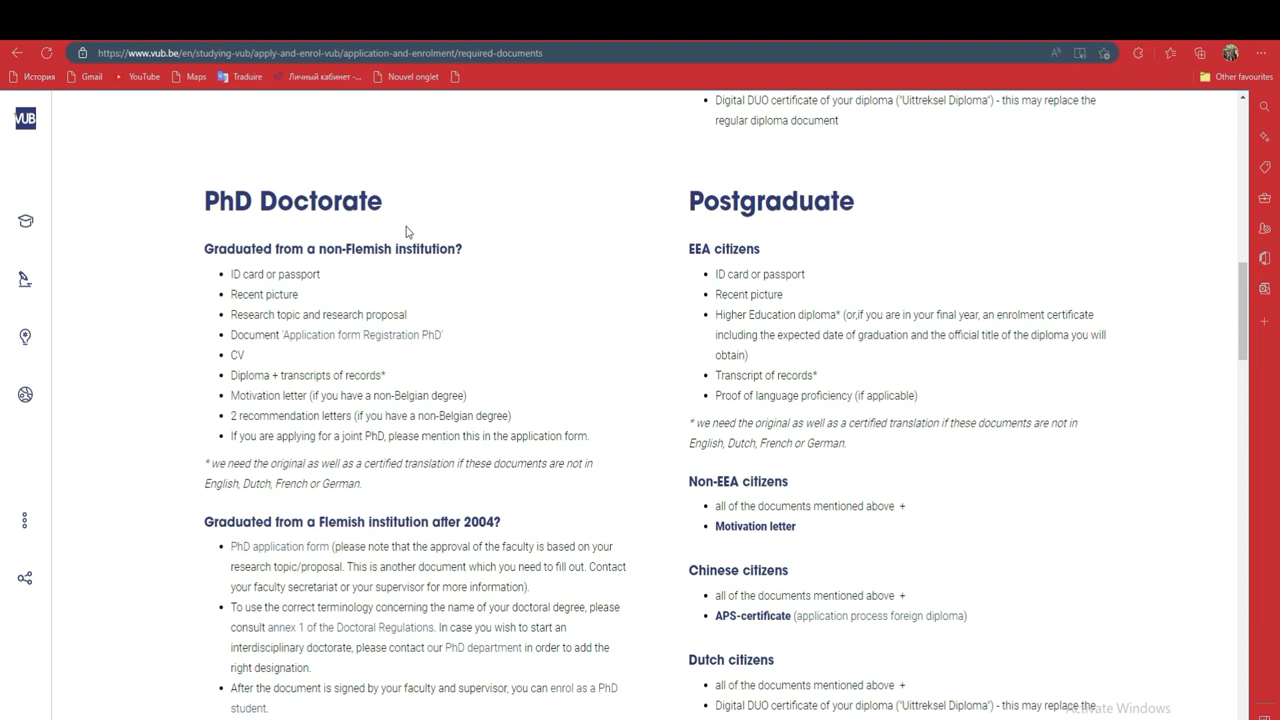 https://www.vub.be/en/studying-vub/apply-and-enrol-vub/application-and-enrolment/required-documents
История
Gmail
YouTube
Maps
Traduire
Личный кабинет -...
Nouvel onglet
Other favourites
VUB
Digital DUO certificate of your diploma ("Uittreksel Diploma") - this may replace the
regular diploma document
PhD Doctorate
Graduated from a non-Flemish institution?
ID card or passport
Recent picture
Research topic and research proposal
Document 'Application form Registration PhD'
CV
Diploma + transcripts of records*
Motivation letter (if you have a non-Belgian degree)
2 recommendation letters (if you have a non-Belgian degree)
If you are applying for a joint PhD, please mention this in the application form.
* we need the original as well as a certified translation if these documents are not in
English, Dutch, French or German.
Graduated from a Flemish institution after 2004?
PhD application form (please note that the approval of the faculty is based on your
research topic/proposal. This is another document which you need to fill out. Contact
your faculty secretariat or your supervisor for more information).
To use the correct terminology concerning the name of your doctoral degree, please
consult annex 1 of the Doctoral Regulations. In case you wish to start an
interdisciplinary doctorate, please contact our PhD department in order to add the
right designation.
After the document is signed by your faculty and supervisor, you can enrol as a PhD
student.
Postgraduate
EEA citizens
ID card or passport
Recent picture
Higher Education diploma* (or,if you are in your final year, an enrolment certificate
including the expected date of graduation and the official title of the diploma you will
obtain)
Transcript of records*
Proof of language proficiency (if applicable)
* we need the original as well as a certified translation if these documents are not in
English, Dutch, French or German.
Non-EEA citizens
all of the documents mentioned above +
Motivation letter
Chinese citizens
all of the documents mentioned above +
APS-certificate (application process foreign diploma)
Dutch citizens
all of the documents mentioned above +
Digital DUO certificate of your diploma ("Uittreksel Diploma") - this may replace the
Activate Windows